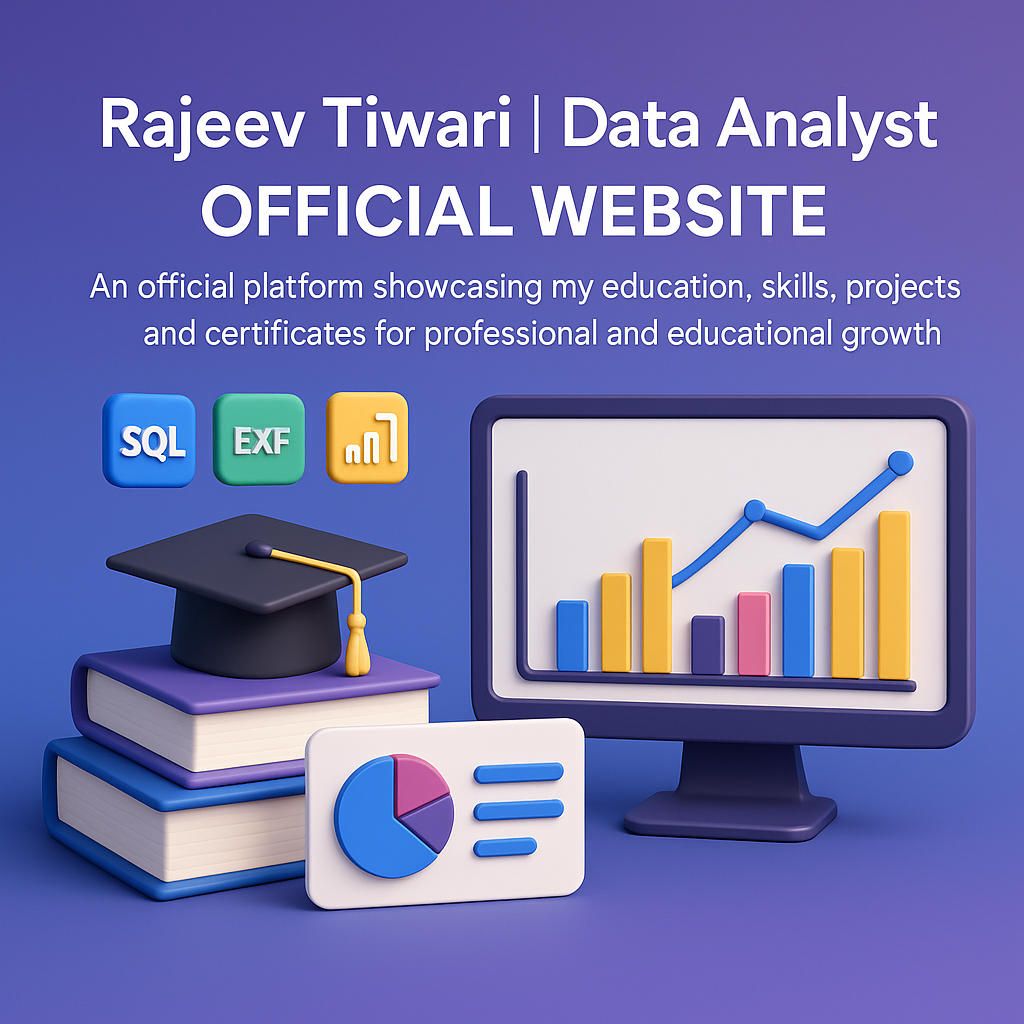 Rajeev Tiwari | Data Analyst
OFFICIAL WEBSITE
An official platform showcasing my education, skills, projects
and certificates for professional and educational growth
SQL
EXF